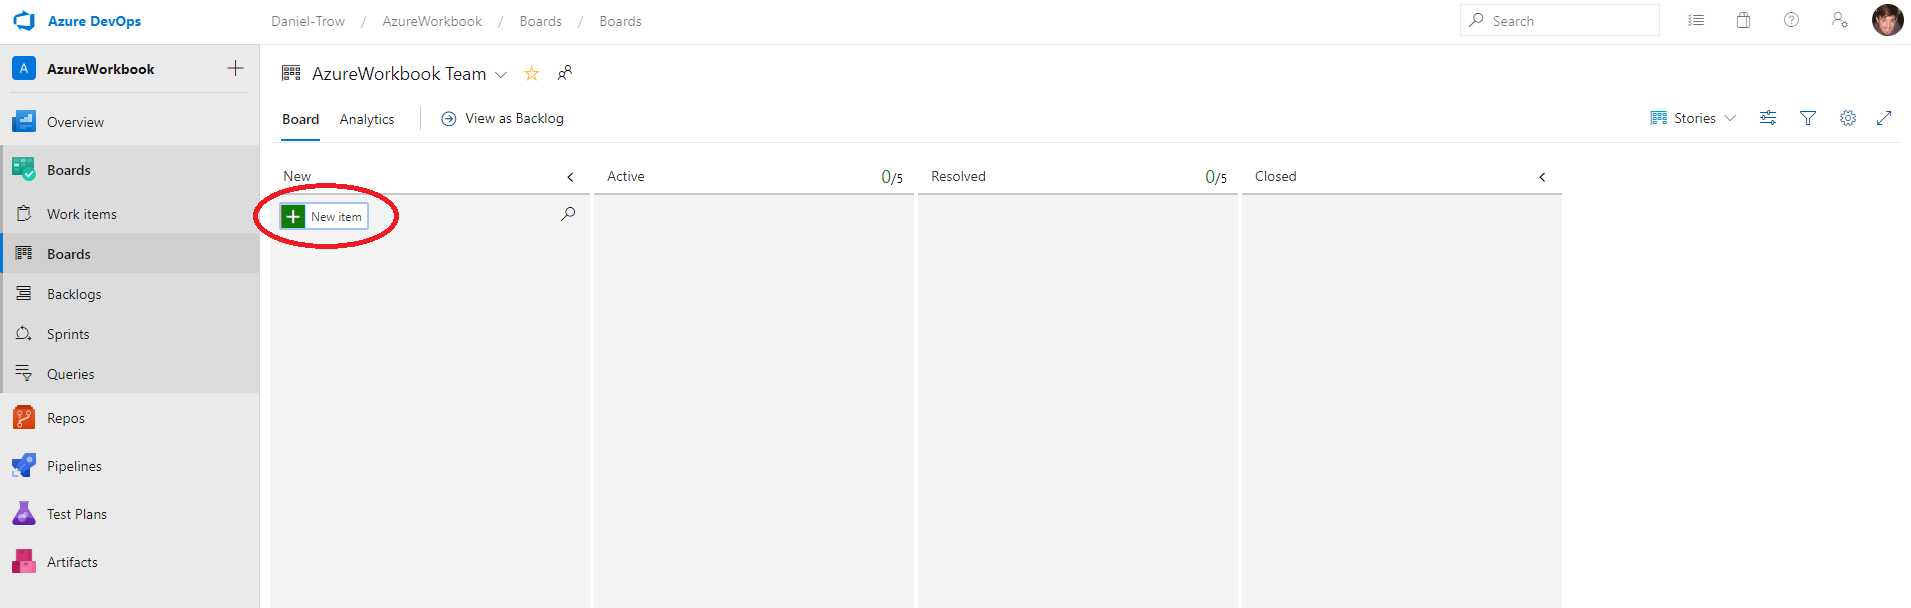 Azure DevOps
Daniel-Trow / AzureWorkbook / Boards / Boards
Search
A AzureWorkbook
AzureWorkbook Team
Overview
Board Analytics View as Backlog
Stories
Boards
New
Active 0/5
Resolved 0/5
Closed
Work items
New item
Boards
Backlogs
Sprints
Queries
Repos
Pipelines
Test Plans
Artifacts